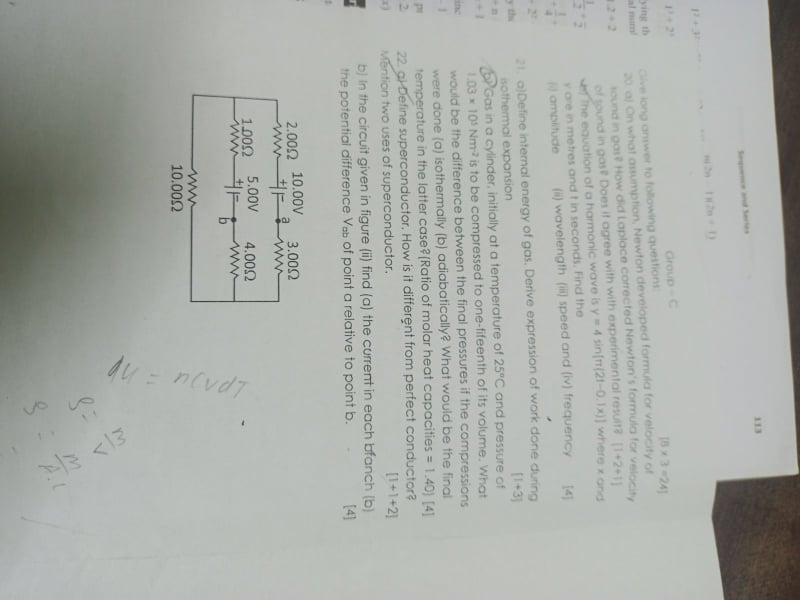 113
Sequence and Series
n(2n - 1)(2n + 1)
1² + 3²
1³ + 2³
Group - C
[8 x 3 =24]
Give long answer to following questions:
20. a) On what assumption, Newton developed formula for velocity of
sound in gas? How did Laplace corrected Newton's formula for velocity
of sound in gas? Does it agree with with experimental result? [1+2+1]
b) The equation of a harmonic wave is y = 4 sin[π(2t-0.1x)] where x and
y are in metres and t in seconds. Find the
(i) amplitude (ii) wavelength (iii) speed and (iv) frequency [4]
21. a)Define internal energy of gas. Derive expression of work done during
isothermal expansion [1+3]
b) Gas in a cylinder, initially at a temperature of 25°C and pressure of
1.03 × 10⁵ Nm-² is to be compressed to one-fifeenth of its volume. What
would be the difference between the final pressures if the compressions
were done (a) isothermally (b) adiabatically? What would be the final
temperature in the latter case?(Ratio of molar heat capacities = 1.40) [4]
22. a) Define superconductor. How is it different from perfect conductor?
Mention two uses of superconductor. [1+1+2]
b) In the circuit given in figure (ii) find (a) the current in each bfanch (b)
the potential difference Vab of point a relative to point b. [4]
2.00Ω 10.00V a 3.00Ω
+ -
1.00Ω 5.00V 4.00Ω
+ -
b
10.00Ω
du = nCvdT